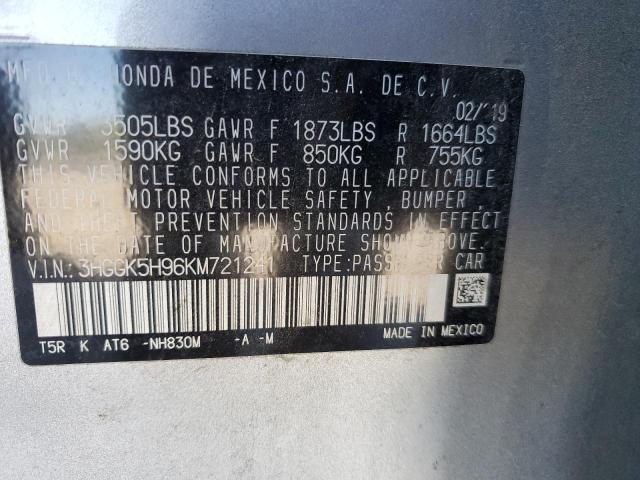 MFD. HONDA DE MEXICO S.A. DE C.V.
02/'19
GVWR 3505LBS GAWR F 1873LBS R 1664LBS
GVWR 1590KG GAWR F 850KG R 755KG
THIS VEHICLE CONFORMS TO ALL APPLICABLE
FEDERAL MOTOR VEHICLE SAFETY, BUMPER,
AND THEFT PREVENTION STANDARDS IN EFFECT
ON THE DATE OF MANUFACTURE SHOWN ABOVE.
V.I.N.: 3HGGK5H96KM721241 TYPE:PASSENGER CAR
T5R K AT6 -NH830M -A -M MADE IN MEXICO